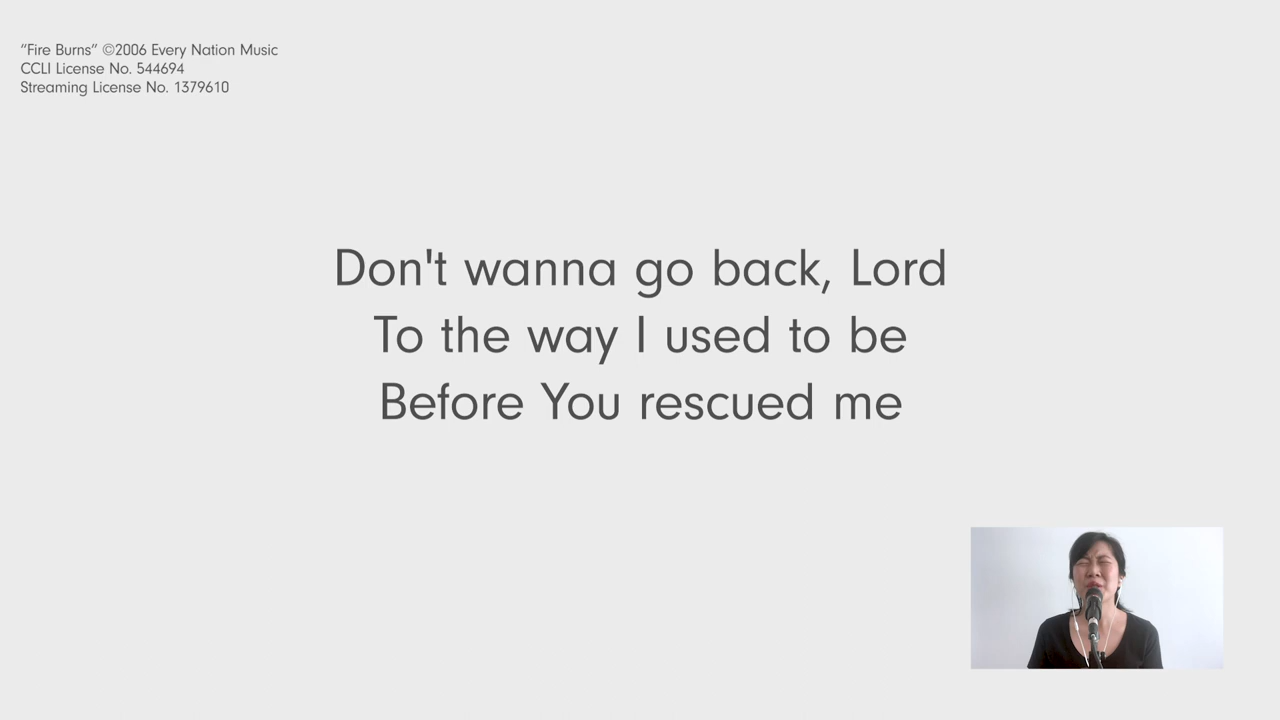 “Fire Burns” ©2006 Every Nation Music
CCLI License No. 544694
Streaming License No. 1379610
Don't wanna go back, Lord
To the way I used to be
Before You rescued me